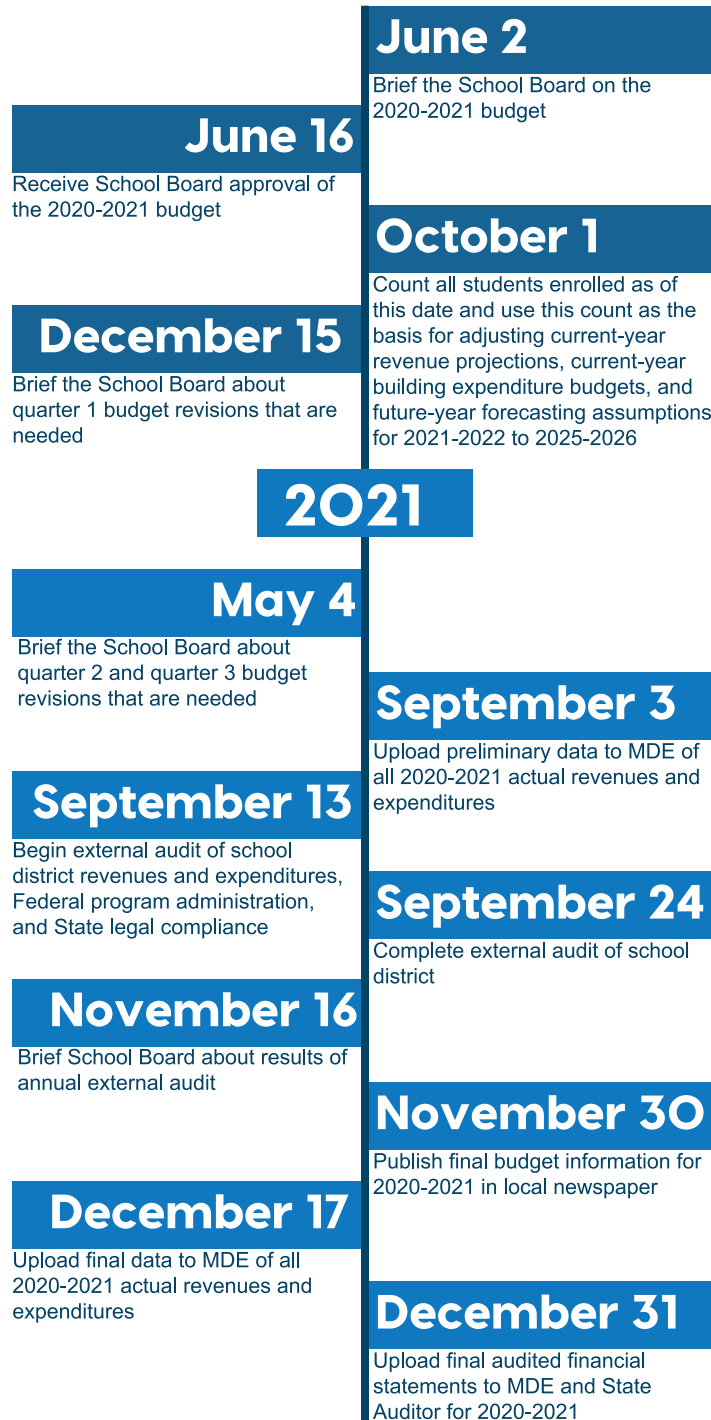 June 2
Brief the School Board on the
2020-2021 budget
June 16
Receive School Board approval of
the 2020-2021 budget
October 1
Count all students enrolled as of
this date and use this count as the
basis for adjusting current-year
revenue projections, current-year
building expenditure budgets, and
future-year forecasting assumptions
for 2021-2022 to 2025-2026
December 15
Brief the School Board about
quarter 1 budget revisions that are
needed
2021
May 4
Brief the School Board about
quarter 2 and quarter 3 budget
revisions that are needed
September 3
Upload preliminary data to MDE of
all 2020-2021 actual revenues and
expenditures
September 13
Begin external audit of school
district revenues and expenditures,
Federal program administration,
and State legal compliance
September 24
Complete external audit of school
district
November 16
Brief School Board about results of
annual external audit
November 30
Publish final budget information for
2020-2021 in local newspaper
December 17
Upload final data to MDE of all
2020-2021 actual revenues and
expenditures
December 31
Upload final audited financial
statements to MDE and State
Auditor for 2020-2021